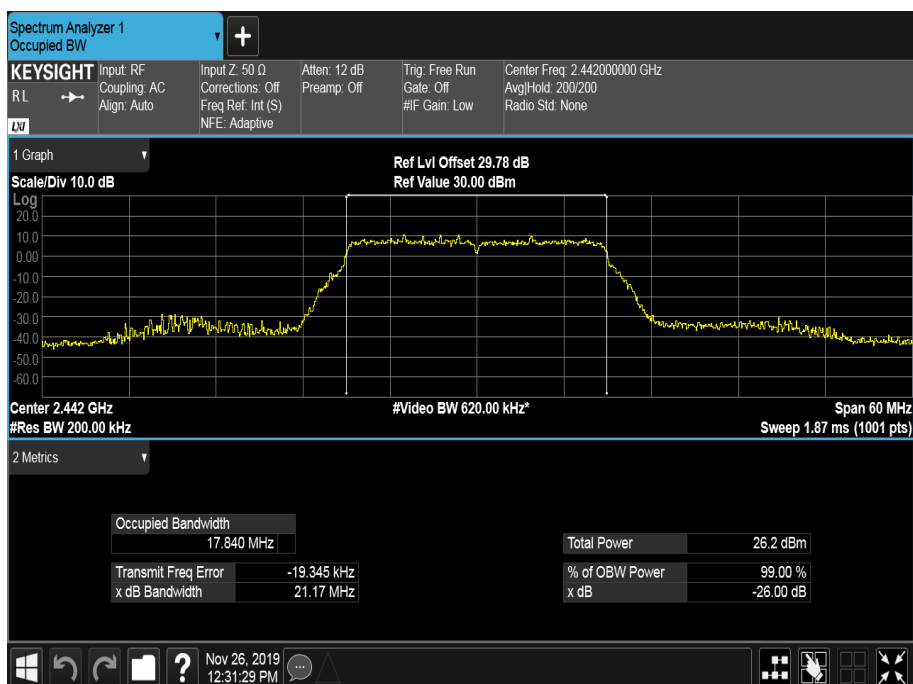 Spectrum Analyzer 1
Occupied BW
KEYSIGHT
RL
LXI
Input: RF
Coupling: AC
Align: Auto
Input Z: 50 Ω
Corrections: Off
Freq Ref: Int (S)
NFE: Adaptive
Atten: 12 dB
Preamp: Off
Trig: Free Run
Gate: Off
#IF Gain: Low
Center Freq: 2.442000000 GHz
Avg|Hold: 200/200
Radio Std: None
1 Graph
Scale/Div 10.0 dB
Ref Lvl Offset 29.78 dB
Ref Value 30.00 dBm
Log
20.0
10.0
0.00
-10.0
-20.0
-30.0
-40.0
-50.0
-60.0
Center 2.442 GHz
#Video BW 620.00 kHz*
Span 60 MHz
#Res BW 200.00 kHz
Sweep 1.87 ms (1001 pts)
2 Metrics
Occupied Bandwidth
17.840 MHz
Total Power 26.2 dBm
Transmit Freq Error -19.345 kHz
% of OBW Power 99.00 %
x dB Bandwidth 21.17 MHz
x dB -26.00 dB
?
Nov 26, 2019
12:31:29 PM